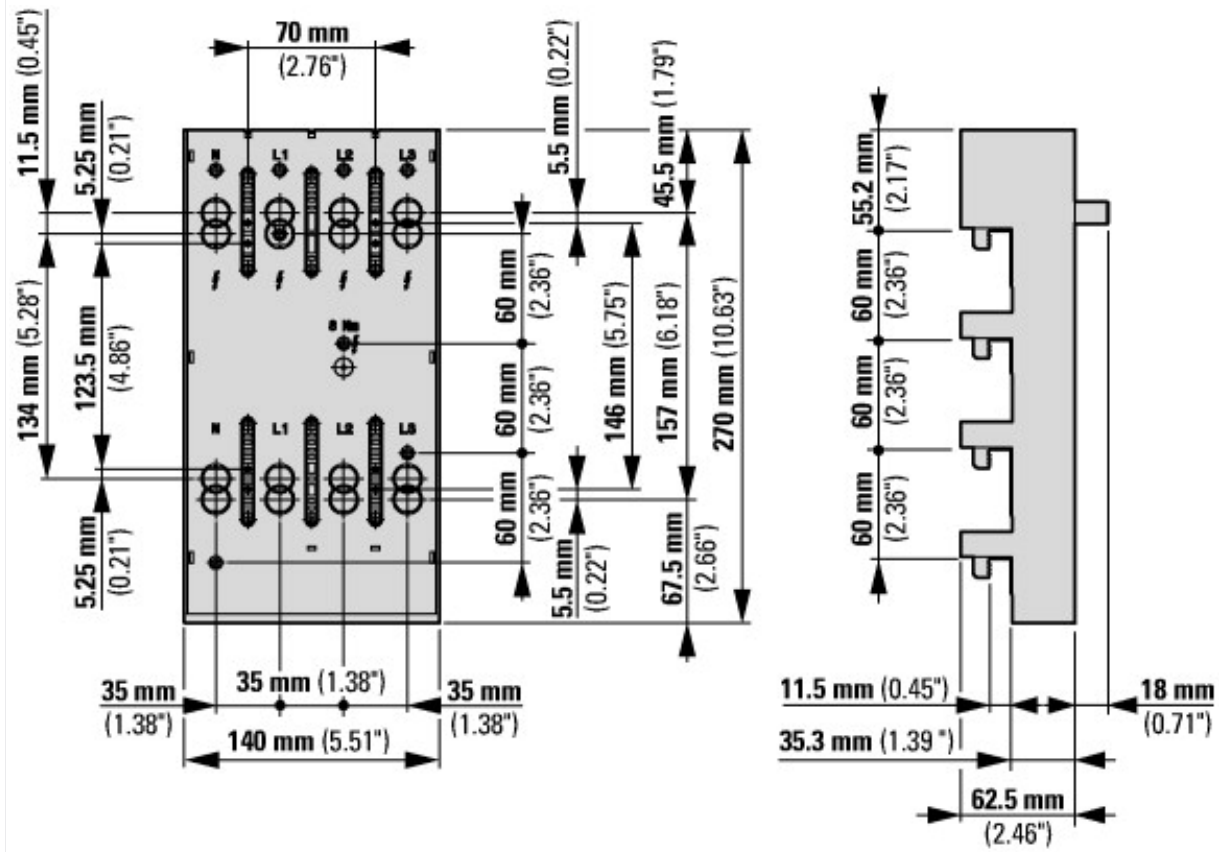 70 mm
(2.76")
11.5 mm (0.45")
5.25 mm
(0.21")
134 mm (5.28")
123.5 mm
(4.86")
5.25 mm
(0.21")
N L1 L2 L3
8 Nm
N L1 L2 L3
5.5 mm (0.22")
45.5 mm (1.79")
60 mm
(2.36")
60 mm
(2.36")
60 mm
(2.36")
146 mm (5.75")
157 mm (6.18")
270 mm (10.63")
5.5 mm
(0.22")
67.5 mm
(2.66")
35 mm
(1.38")
35 mm (1.38")
35 mm
(1.38")
140 mm (5.51")
55.2 mm
(2.17")
60 mm
(2.36")
60 mm
(2.36")
60 mm
(2.36")
11.5 mm (0.45")
18 mm
(0.71")
35.3 mm (1.39 ")
62.5 mm
(2.46")